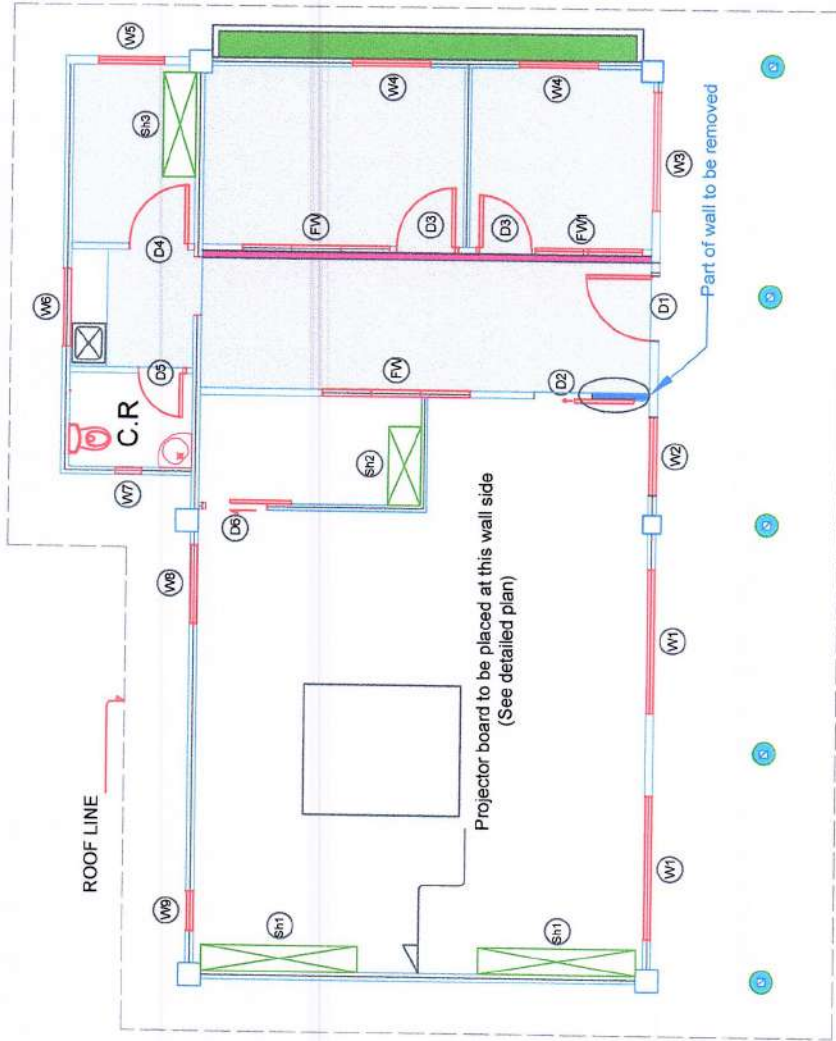 W5
Sh3
W4
W4
W3
Part of wall to be removed
D4
FW
D3
D3
FW1
D1
W6
D5
C.R
FW
D2
W7
Sh2
W2
D6
W8
Projector board to be placed at this wall side
(See detailed plan)
W1
ROOF LINE
W9
Sh1
Sh1
W1